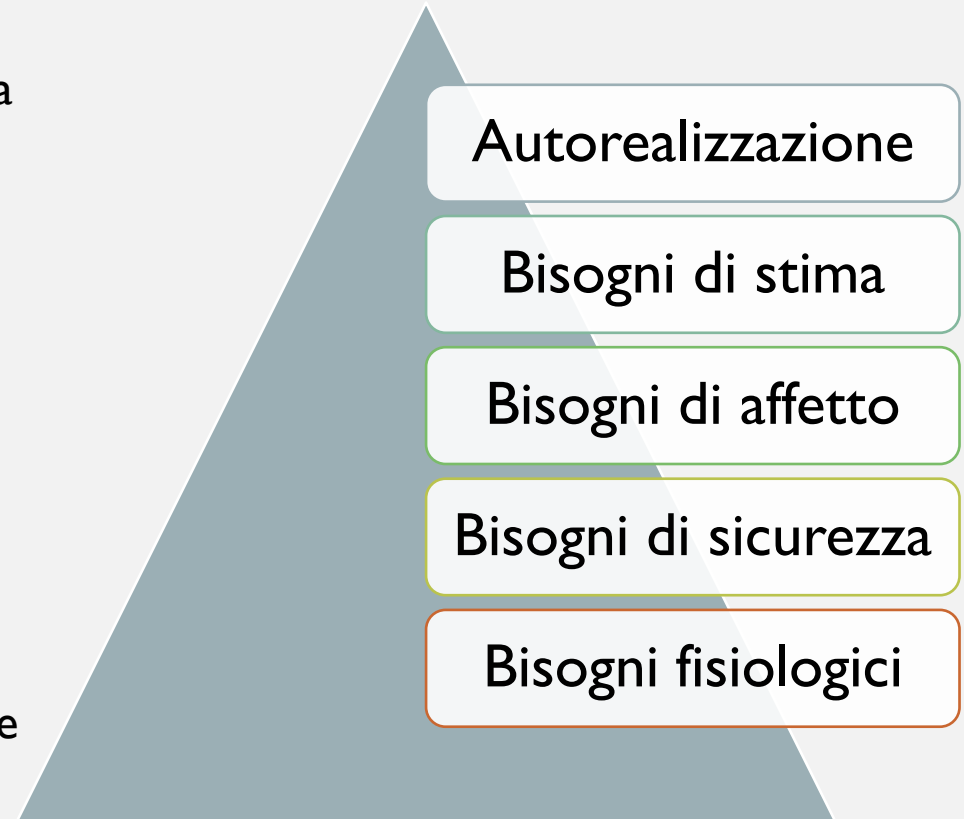 a
Autorealizzazione
Bisogni di stima
Bisogni di affetto
Bisogni di sicurezza
Bisogni fisiologici
e